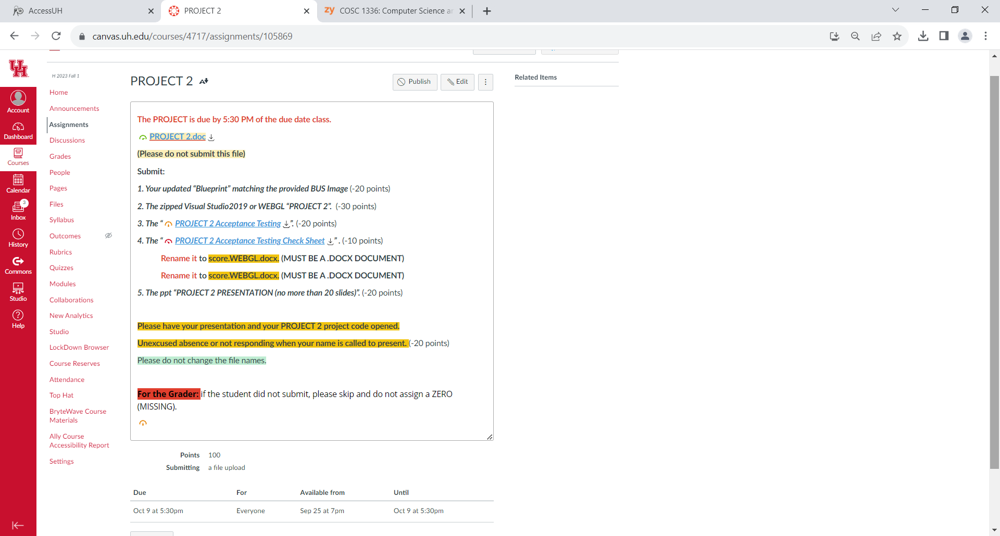 AccessUH
PROJECT 2
COSC 1336: Computer Science ar
canvas.uh.edu/courses/4717/assignments/105869
UH
Account
Dashboard
Courses
Calendar
3
Inbox
History
Commons
Studio
Help
H 2023 Fall 1
Home
Announcements
Assignments
Discussions
Grades
People
Pages
Files
Syllabus
Outcomes
Rubrics
Quizzes
Modules
Collaborations
New Analytics
Studio
LockDown Browser
Course Reserves
Attendance
Top Hat
BryteWave Course
Materials
Ally Course
Accessibility Report
Settings
PROJECT 2
Publish
Edit
The PROJECT is due by 5:30 PM of the due date class.
PROJECT 2.doc
(Please do not submit this file)
Submit:
1. Your updated “Blueprint” matching the provided BUS Image (-20 points)
2. The zipped Visual Studio2019 or WEBGL “PROJECT 2”. (-30 points)
3. The “ PROJECT 2 Acceptance Testing ”. (-20 points)
4. The “ PROJECT 2 Acceptance Testing Check Sheet ” . (-10 points)
Rename it to score.WEBGL.docx. (MUST BE A .DOCX DOCUMENT)
Rename it to score.WEBGL.docx. (MUST BE A .DOCX DOCUMENT)
5. The ppt “PROJECT 2 PRESENTATION (no more than 20 slides)”. (-20 points)
Please have your presentation and your PROJECT 2 project code opened.
Unexcused absence or not responding when your name is called to present. (-20 points)
Please do not change the file names.
For the Grader: if the student did not submit, please skip and do not assign a ZERO
(MISSING).
Points 100
Submitting a file upload
Due For Available from Until
Oct 9 at 5:30pm Everyone Sep 25 at 7pm Oct 9 at 5:30pm
Related Items